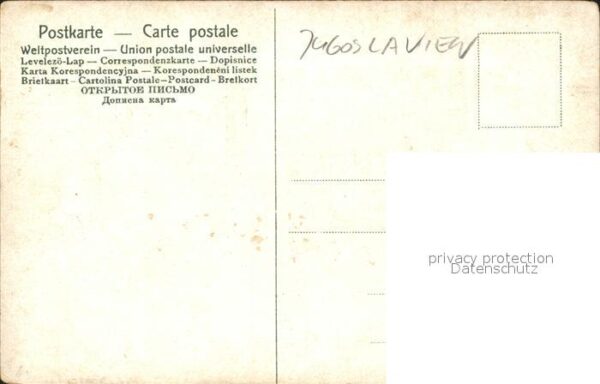 Postkarte — Carte postale
Weltpostverein — Union postale universelle
Levelező-Lap — Correspondenzkarte — Dopisnice
Karta Korespondencyjna — Korespondenční lístek
Briefkaart — Cartolina Postale — Postcard — Brefkort
ОТКРЫТОЕ ПИСЬМО
Дописна карта
JUGOSLAVIEN
privacy protection
Datenschutz